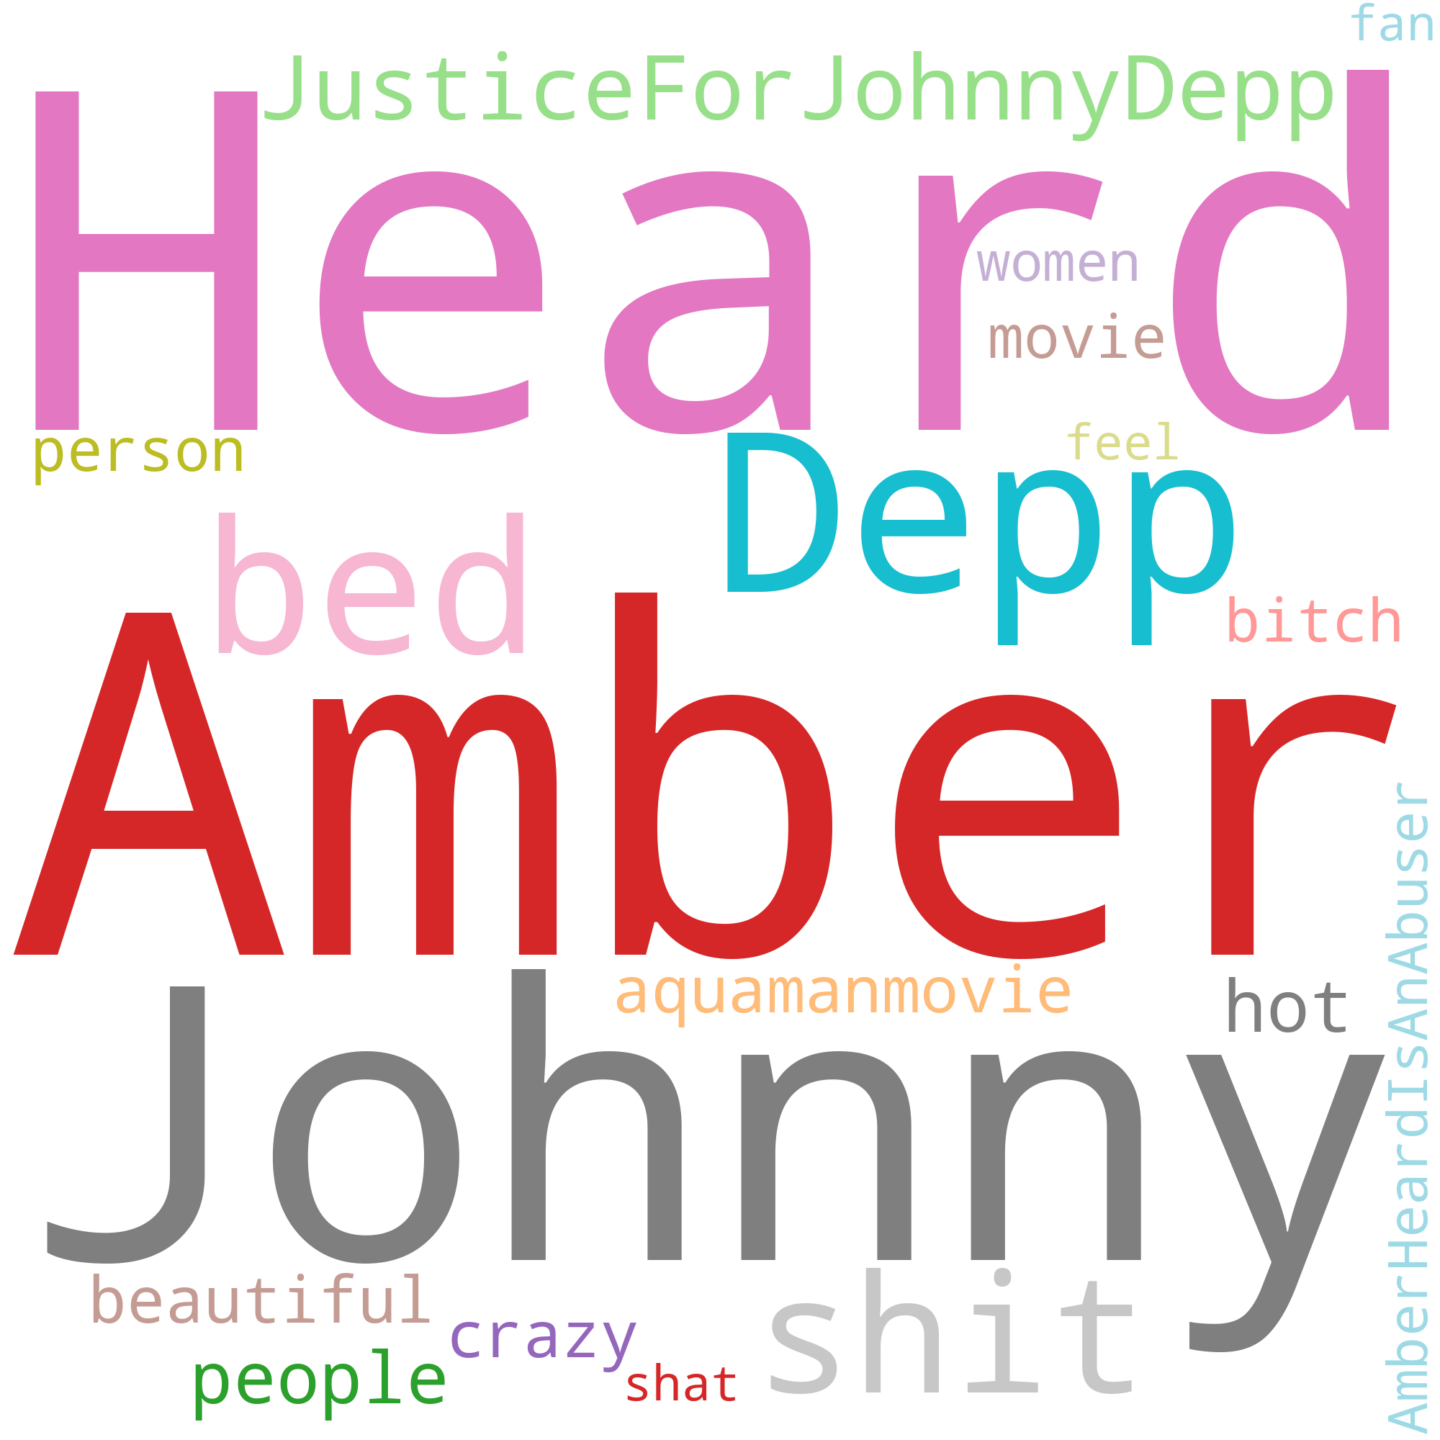 fan
JusticeForJohnnyDepp
Heard
women
movie
person
feel
Depp
bed
bitch
Amber
AmberHeardIsAnAbuser
aquamanmovie
hot
Johnny
beautiful
shit
crazy
people
shat